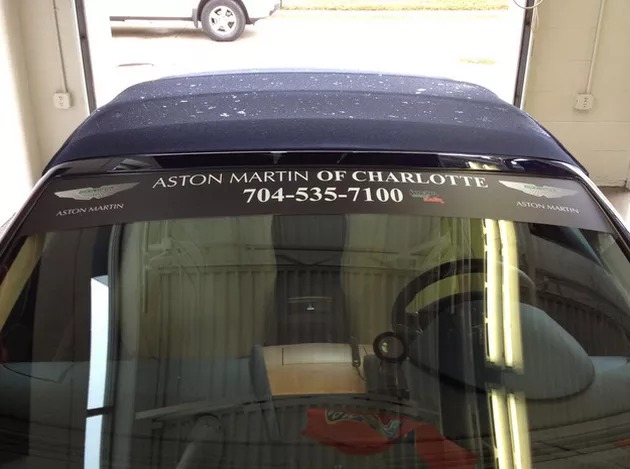 ASTON MARTIN OF CHARLOTTE
704-535-7100
ASTON MARTIN
ASTON MARTIN